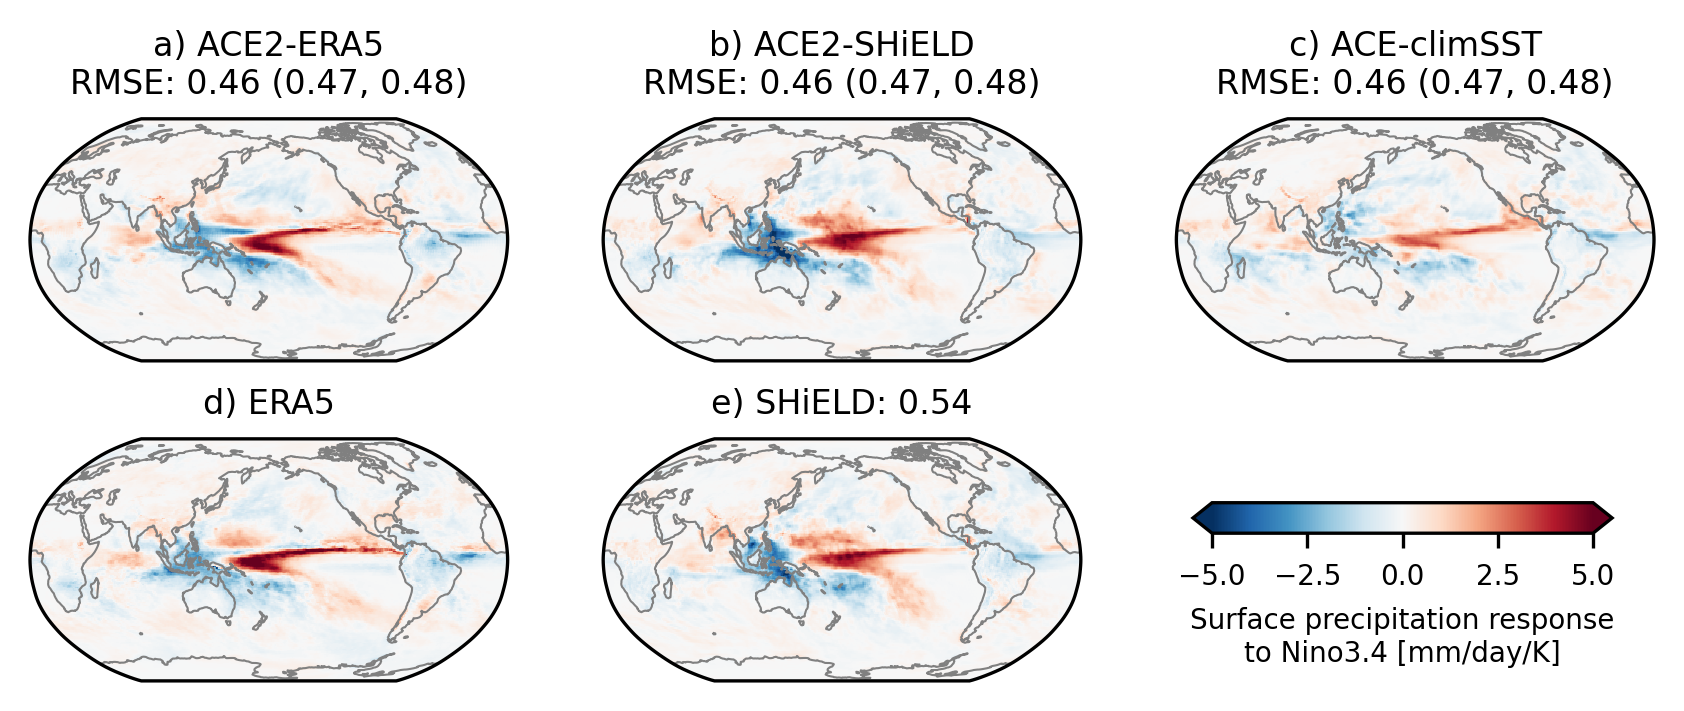 a) ACE2-ERA5
RMSE: 0.46 (0.47, 0.48)
b) ACE2-SHiELD
RMSE: 0.46 (0.47, 0.48)
c) ACE-climSST
RMSE: 0.46 (0.47, 0.48)
d) ERA5
e) SHiELD: 0.54
−5.0 −2.5 0.0 2.5 5.0
Surface precipitation response
to Nino3.4 [mm/day/K]